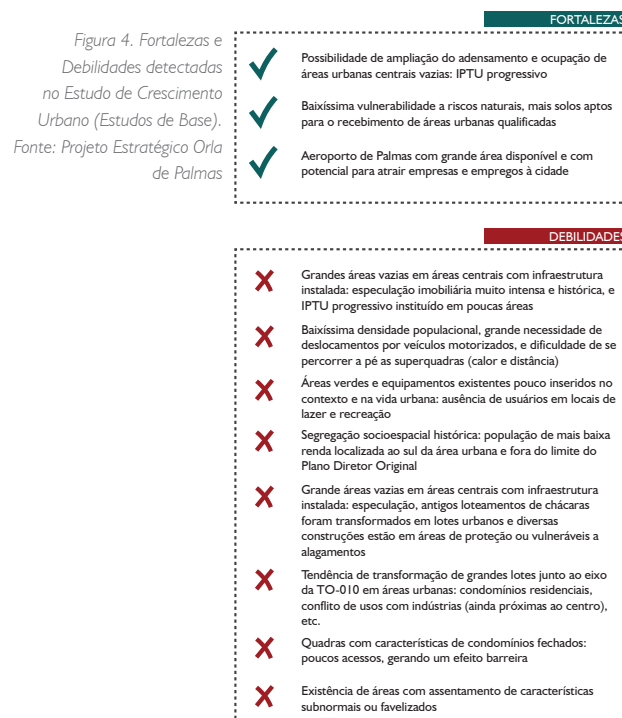 Figura 4. Fortalezas e
Debilidades detectadas
no Estudo de Crescimento
Urbano (Estudos de Base).
Fonte: Projeto Estratégico Orla
de Palmas
FORTALEZAS
Possibilidade de ampliação do adensamento e ocupação de
áreas urbanas centrais vazias: IPTU progressivo
Baixíssima vulnerabilidade a riscos naturais, mais solos aptos
para o recebimento de áreas urbanas qualificadas
Aeroporto de Palmas com grande área disponível e com
potencial para atrair empresas e empregos à cidade
DEBILIDADES
Grandes áreas vazias em áreas centrais com infraestrutura
instalada: especulação imobiliária muito intensa e histórica, e
IPTU progressivo instituído em poucas áreas
Baixíssima densidade populacional, grande necessidade de
deslocamentos por veículos motorizados, e dificuldade de se
percorrer a pé as superquadras (calor e distância)
Áreas verdes e equipamentos existentes pouco inseridos no
contexto e na vida urbana: ausência de usuários em locais de
lazer e recreação
Segregação socioespacial histórica: população de mais baixa
renda localizada ao sul da área urbana e fora do limite do
Plano Diretor Original
Grande áreas vazias em áreas centrais com infraestrutura
instalada: especulação, antigos loteamentos de chácaras
foram transformados em lotes urbanos e diversas
construções estão em áreas de proteção ou vulneráveis a
alagamentos
Tendência de transformação de grandes lotes junto ao eixo
da TO-010 em áreas urbanas: condomínios residenciais,
conflito de usos com indústrias (ainda próximas ao centro),
etc.
Quadras com características de condomínios fechados:
poucos acessos, gerando um efeito barreira
Existência de áreas com assentamento de características
subnormais ou favelizados